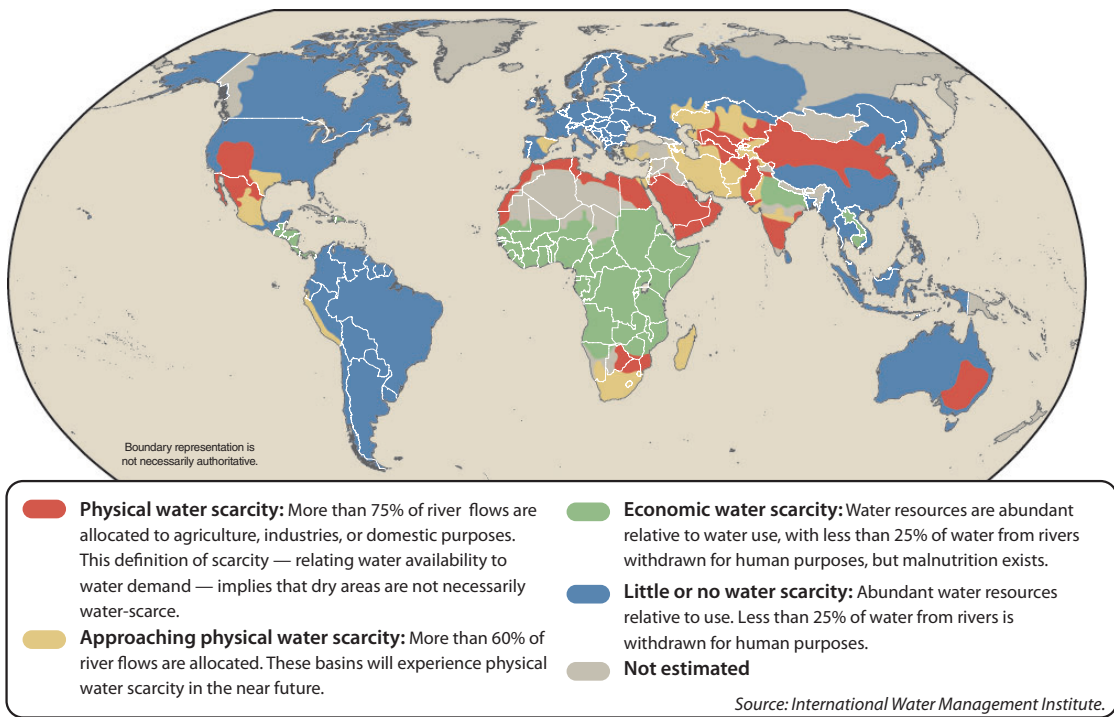 Boundary representation is
not necessarily authoritative.
Physical water scarcity: More than 75% of river flows are
allocated to agriculture, industries, or domestic purposes.
This definition of scarcity — relating water availability to
water demand — implies that dry areas are not necessarily
water-scarce.
Approaching physical water scarcity: More than 60% of
river flows are allocated. These basins will experience physical
water scarcity in the near future.
Economic water scarcity: Water resources are abundant
relative to water use, with less than 25% of water from rivers
withdrawn for human purposes, but malnutrition exists.
Little or no water scarcity: Abundant water resources
relative to use. Less than 25% of water from rivers is
withdrawn for human purposes.
Not estimated
Source: International Water Management Institute.